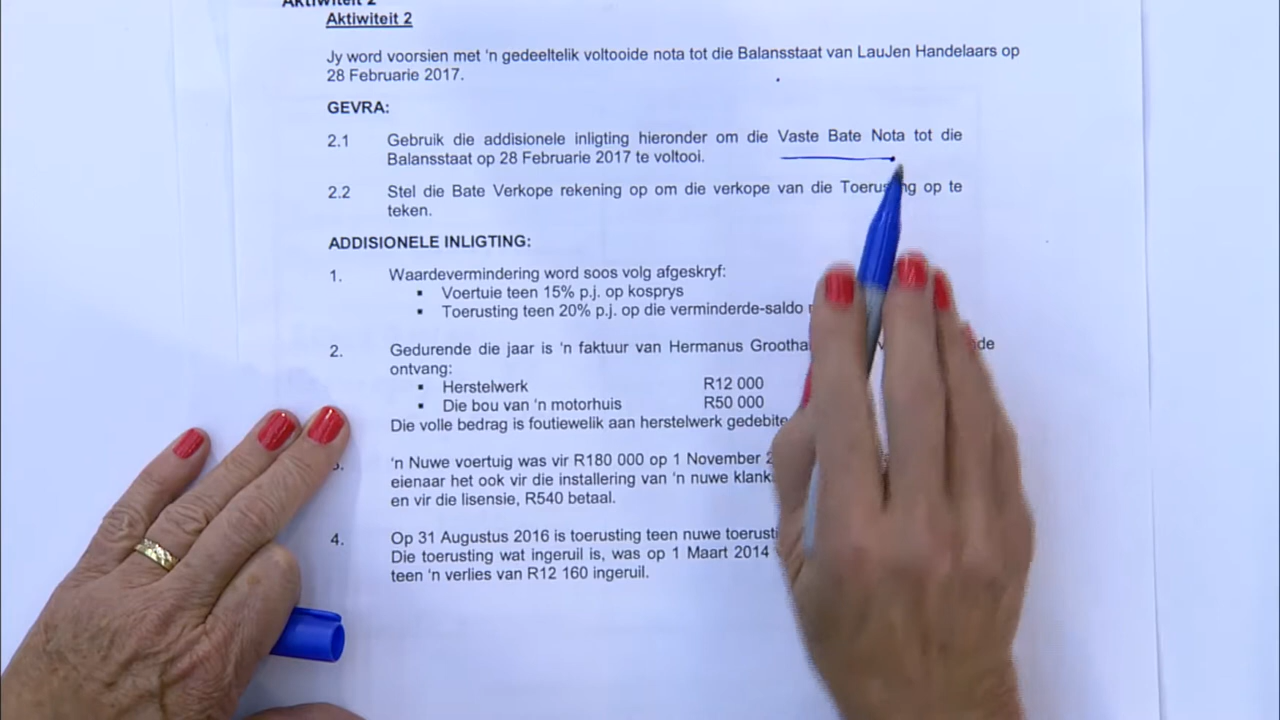 Aktiwiteit 2
Aktiwiteit 2
Jy word voorsien met 'n gedeeltelik voltooide nota tot die Balansstaat van LauJen Handelaars op
28 Februarie 2017.
GEVRA:
2.1 Gebruik die addisionele inligting hieronder om die Vaste Bate Nota tot die
Balansstaat op 28 Februarie 2017 te voltooi.
2.2 Stel die Bate Verkope rekening op om die verkope van die Toerusting op te
teken.
ADDISIONELE INLIGTING:
1. Waardevermindering word soos volg afgeskryf:
▪ Voertuie teen 15% p.j. op kosprys
▪ Toerusting teen 20% p.j. op die verminderde-saldo
2. Gedurende die jaar is 'n faktuur van Hermanus
ontvang:
▪ Herstelwerk R12 000
▪ Die bou van 'n motorhuis R50 000
Die volle bedrag is foutiewelik aan herstelwerk
3. 'n Nuwe voertuig was vir R180 000 op 1 November
eienaar het ook vir die installering van 'n nuwe
en vir die lisensie, R540 betaal.
4. Op 31 Augustus 2016 is toerusting teen nuwe
Die toerusting wat ingeruil is, was op 1 Maart 2014
teen 'n verlies van R12 160 ingeruil.